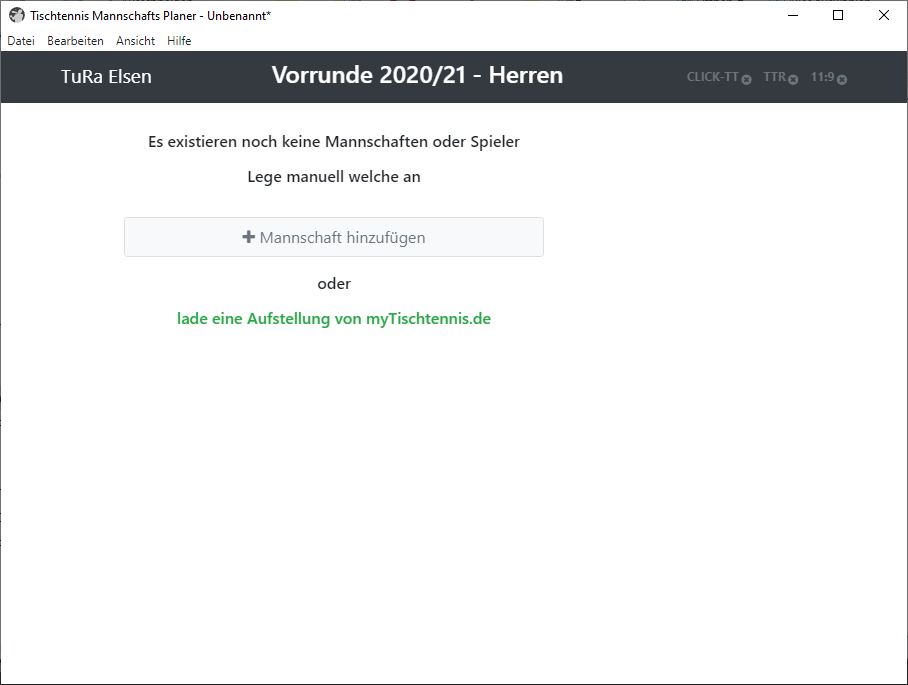 Tischtennis Mannschafts Planer - Unbenannt*
Datei Bearbeiten Ansicht Hilfe
TuRa Elsen Vorrunde 2020/21 - Herren CLICK-TT TTR 11:9
Es existieren noch keine Mannschaften oder Spieler
Lege manuell welche an
Mannschaft hinzufügen
oder
lade eine Aufstellung von myTischtennis.de